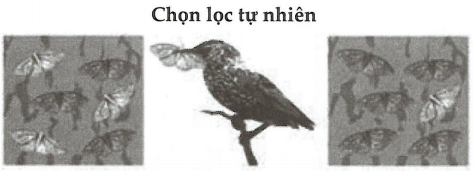 Chọn lọc tự nhiên